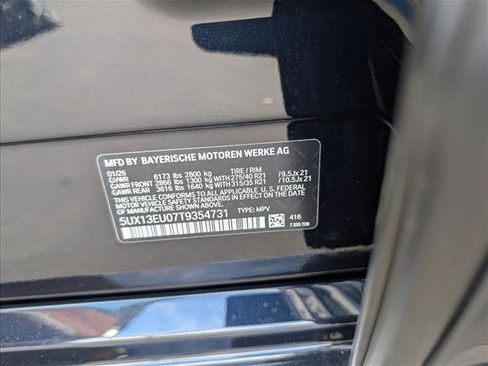 MFD BY BAYERISCHE MOTOREN WERKE AG
01/26
GVWR 6173 lbs 2800 kg TIRE / RIM
GAWR FRONT 2866 lbs 1300 kg WITH 275/40 R21 / 9.5Jx21
GAWR REAR 3616 lbs 1640 kg WITH 315/35 R21 / 10.5Jx21
THIS VEHICLE CONFORMS TO ALL APPLICABLE FEDERAL
MOTOR VEHICLE SAFETY STANDARDS IN EFFECT ON THE
DATE OF MANUFACTURE SHOWN ABOVE.
5UX13EU07T9354731 TYPE: MPV 416
7 320 729